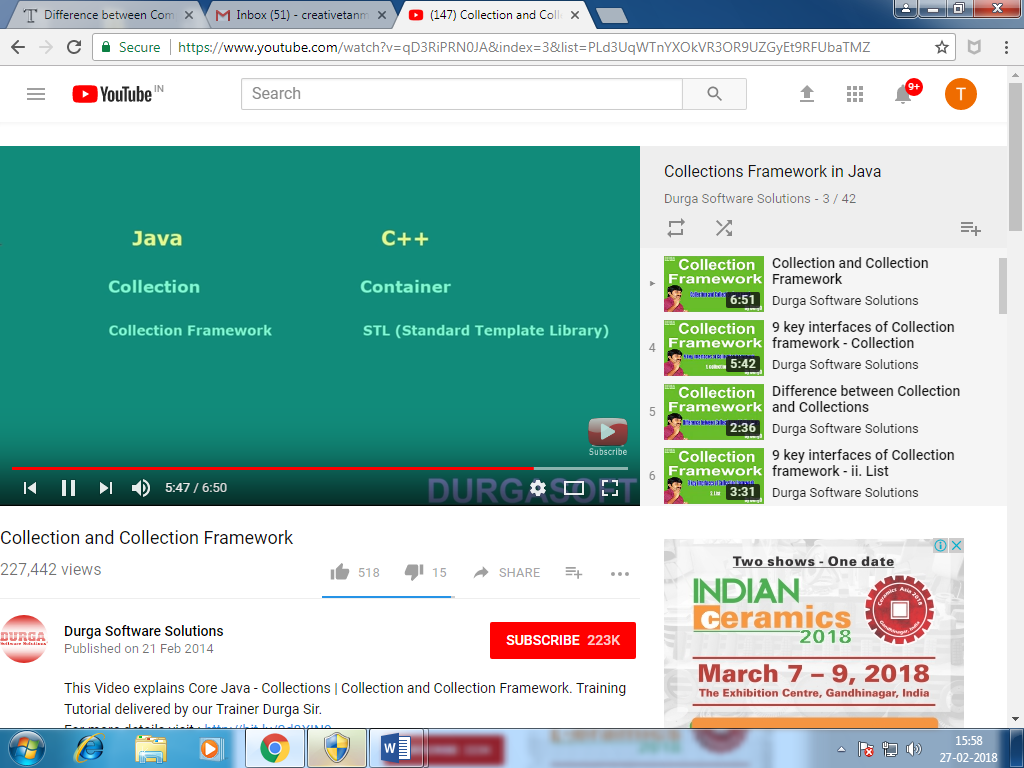 Difference between Com
Inbox (51) - creativetanm
(147) Collection and Coll
Secure
https://www.youtube.com/watch?v=qD3RiPRN0JA&index=3&list=PLd3UqWTnYXOkVR3OR9UZGyEt9RFUbaTMZ
YouTube IN
Search
9+
T
Java
C++
Collection
Container
Collection Framework
STL (Standard Template Library)
Subscribe
5:47 / 6:50
DURGASOFT
Collections Framework in Java
Durga Software Solutions - 3 / 42
Collection Framework
6:51
Collection and Collection
Framework
Durga Software Solutions
4
Collection Framework
5:42
9 key interfaces of Collection
framework - Collection
Durga Software Solutions
5
Collection Framework
2:36
Difference between Collection
and Collections
Durga Software Solutions
6
Collection Framework
3:31
9 key interfaces of Collection
framework - ii. List
Durga Software Solutions
Collection and Collection Framework
227,442 views
518
15
SHARE
DURGA
Software Solutions
Durga Software Solutions
Published on 21 Feb 2014
SUBSCRIBE 223K
This Video explains Core Java - Collections | Collection and Collection Framework. Training
Tutorial delivered by our Trainer Durga Sir.
Two shows - One date
INDIAN
Ceramics
2018
March 7 – 9, 2018
The Exhibition Centre, Gandhinagar, India
15:58
27-02-2018